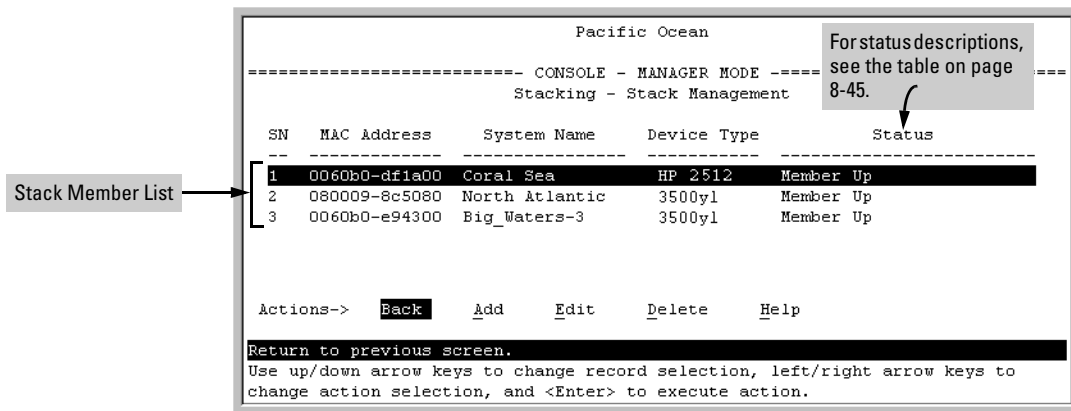 Pacific Ocean
For status descriptions,
see the table on page
8-45.
==========================- CONSOLE - MANAGER MODE -==== ===
Stacking - Stack Management
SN MAC Address System Name Device Type Status
-- ------------- ---------------- ----------- -------------------------
1 0060b0-df1a00 Coral Sea HP 2512 Member Up
Stack Member List
2 080009-8c5080 North Atlantic 3500yl Member Up
3 0060b0-e94300 Big_Waters-3 3500yl Member Up
Actions-> Back Add Edit Delete Help
Return to previous screen.
Use up/down arrow keys to change record selection, left/right arrow keys to
change action selection, and <Enter> to execute action.